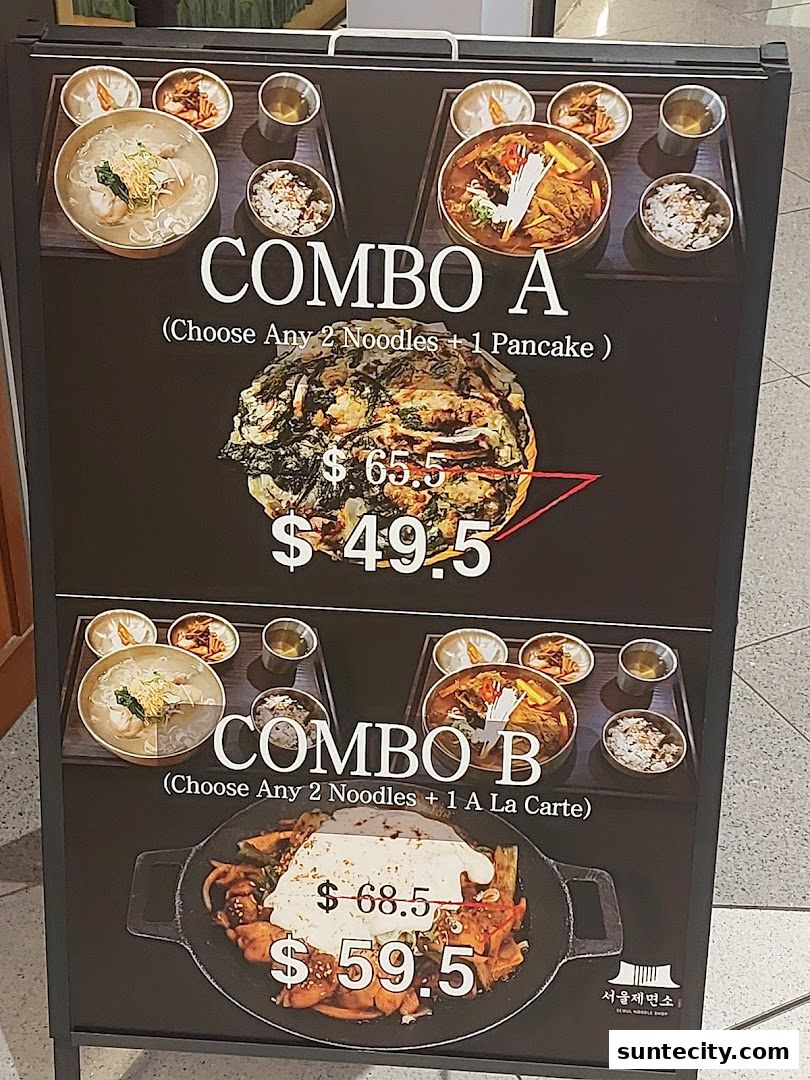 COMBO A
(Choose Any 2 Noodles + 1 Pancake )
$ 65.5
$ 49.5
COMBO B
(Choose Any 2 Noodles + 1 A La Carte)
$ 68.5
$ 59.5
서울제면소
SEOUL NOODLE SHOP
suntecity.com